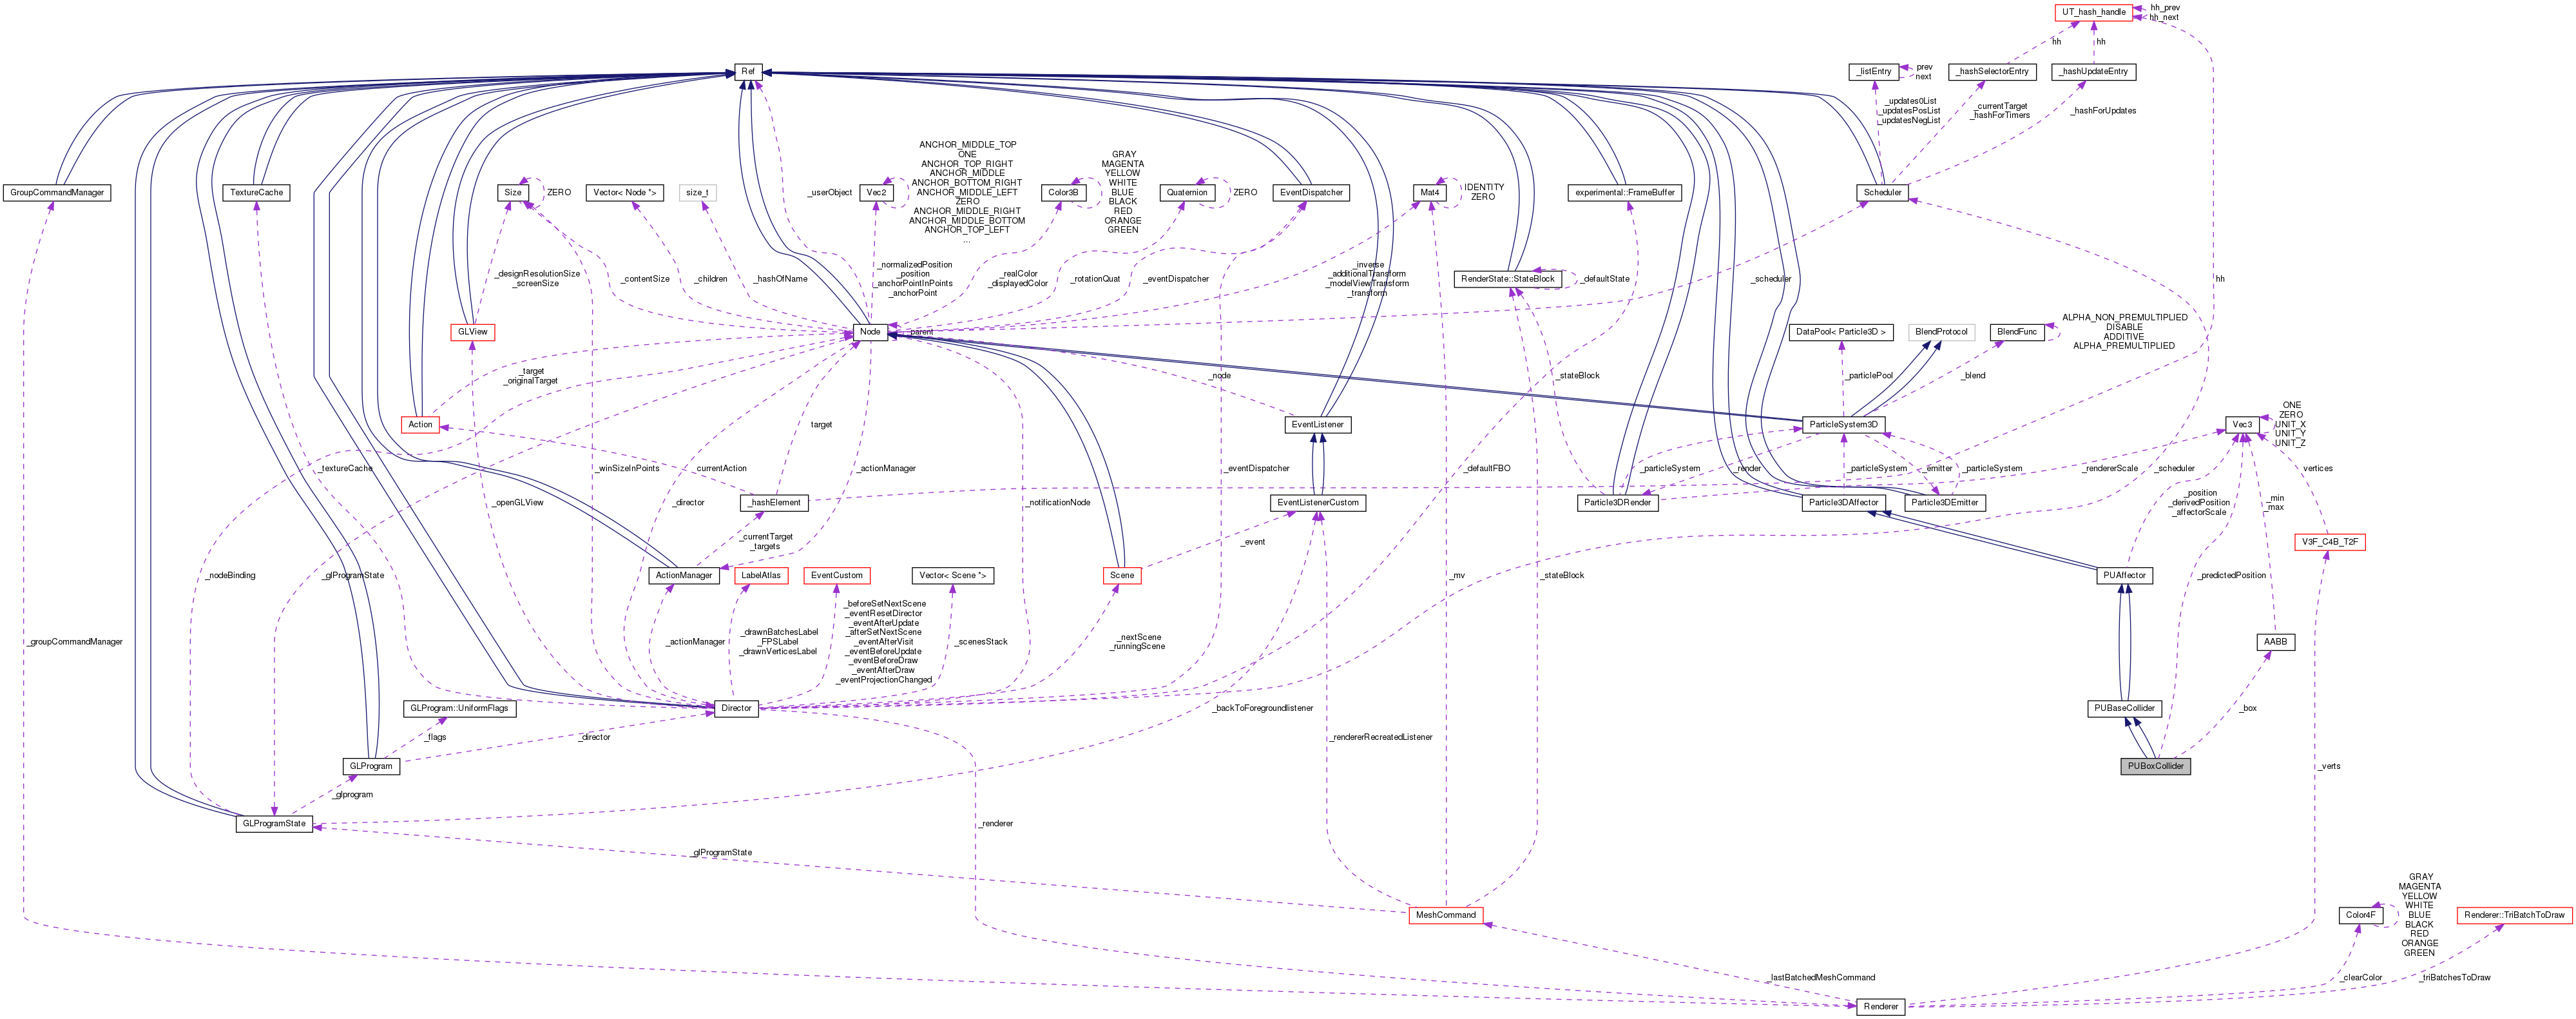 UT_hash_handle
hh_prev
hh_next
hh
hh
Ref
_listEntry
prev
next
_hashSelectorEntry
_hashUpdateEntry
_updates0List
_updatesPosList
_updatesNegList
_currentTarget
_hashForTimers
_hashForUpdates
GroupCommandManager
TextureCache
Size
ZERO
Vector< Node *>
size_t
_userObject
Vec2
ANCHOR_MIDDLE_TOP
ONE
ANCHOR_TOP_RIGHT
ANCHOR_MIDDLE
ANCHOR_BOTTOM_RIGHT
ANCHOR_MIDDLE_LEFT
ZERO
ANCHOR_MIDDLE_RIGHT
ANCHOR_MIDDLE_BOTTOM
ANCHOR_TOP_LEFT
...
Color3B
GRAY
MAGENTA
YELLOW
WHITE
BLUE
BLACK
RED
ORANGE
GREEN
Quaternion
ZERO
EventDispatcher
Mat4
IDENTITY
ZERO
experimental::FrameBuffer
Scheduler
_designResolutionSize
_screenSize
_contentSize
_children
_hashOfName
_normalizedPosition
_position
_anchorPointInPoints
_anchorPoint
_realColor
_displayedColor
_rotationQuat
_eventDispatcher
_inverse
_additionalTransform
_modelViewTransform
_transform
RenderState::StateBlock
_defaultState
_scheduler
hh
GLView
Node
_parent
DataPool< Particle3D >
BlendProtocol
BlendFunc
ALPHA_NON_PREMULTIPLIED
DISABLE
ADDITIVE
ALPHA_PREMULTIPLIED
_target
_originalTarget
_node
_stateBlock
_particlePool
_blend
Action
target
EventListener
ParticleSystem3D
Vec3
ONE
ZERO
UNIT_X
UNIT_Y
UNIT_Z
_textureCache
_winSizeInPoints
currentAction
_actionManager
_eventDispatcher
_defaultFBO
_particleSystem
_render
_particleSystem
_emitter
_particleSystem
_rendererScale
_scheduler
vertices
_openGLView
_director
_hashElement
_notificationNode
EventListenerCustom
Particle3DRender
Particle3DAffector
Particle3DEmitter
_position
_derivedPosition
_affectorScale
_min
_max
_currentTarget
_targets
_event
V3F_C4B_T2F
_nodeBinding
_glProgramState
ActionManager
LabelAtlas
EventCustom
Vector< Scene *>
Scene
_mv
_stateBlock
PUAffector
_predictedPosition
_groupCommandManager
_actionManager
_drawnBatchesLabel
_FPSLabel
_drawnVerticesLabel
_beforeSetNextScene
_eventResetDirector
_eventAfterUpdate
_afterSetNextScene
_eventAfterVisit
_eventBeforeUpdate
_eventBeforeDraw
_eventAfterDraw
_eventProjectionChanged
_scenesStack
_nextScene
_runningScene
AABB
GLProgram::UniformFlags
Director
_backToForegroundlistener
PUBaseCollider
_box
_flags
_director
_rendererRecreatedListener
GLProgram
PUBoxCollider
_verts
_glprogram
GLProgramState
_renderer
_glProgramState
MeshCommand
Color4F
GRAY
MAGENTA
YELLOW
WHITE
BLUE
BLACK
RED
ORANGE
GREEN
Renderer::TriBatchToDraw
_lastBatchedMeshCommand
_clearColor
_triBatchesToDraw
Renderer